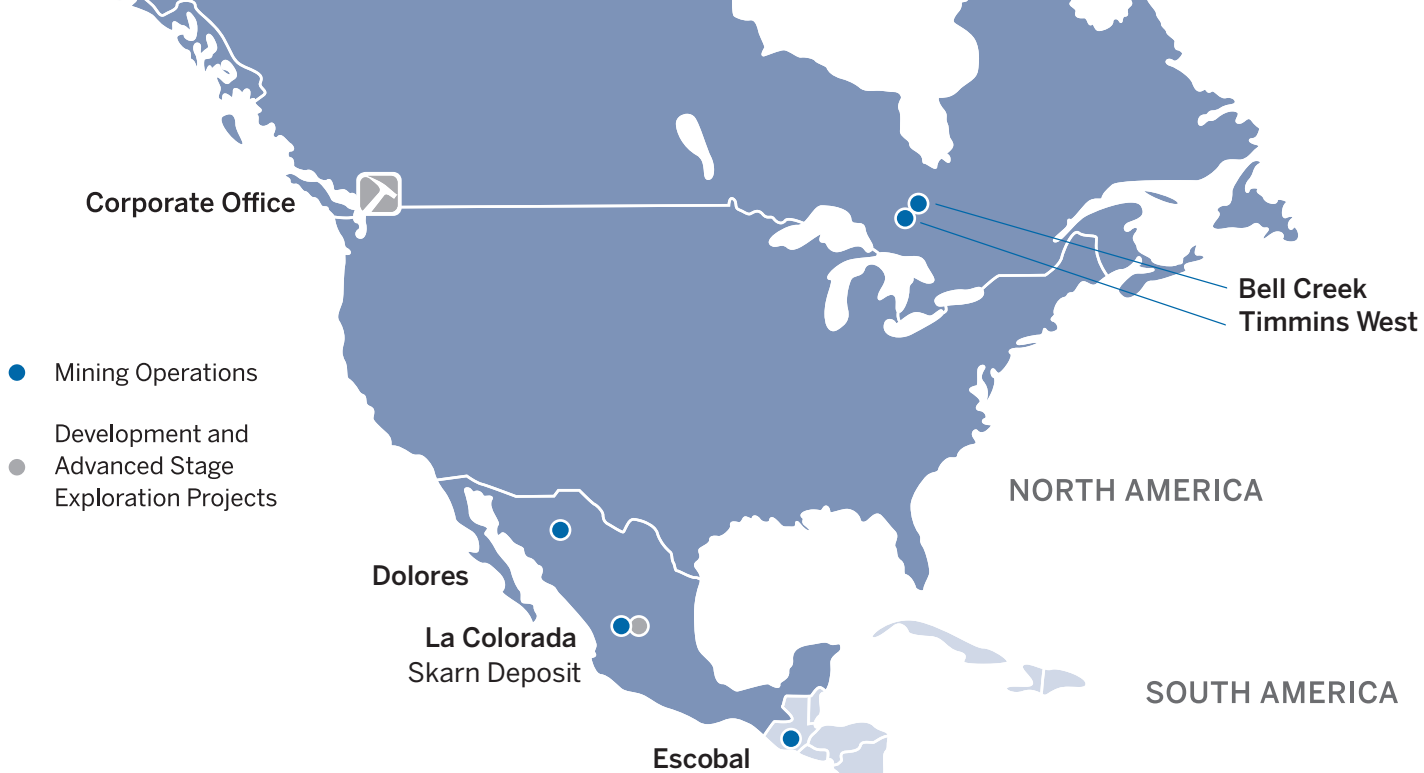 Corporate Office
Bell Creek
Timmins West
Mining Operations
Development and
Advanced Stage
Exploration Projects
NORTH AMERICA
Dolores
La Colorada
Skarn Deposit
SOUTH AMERICA
Escobal